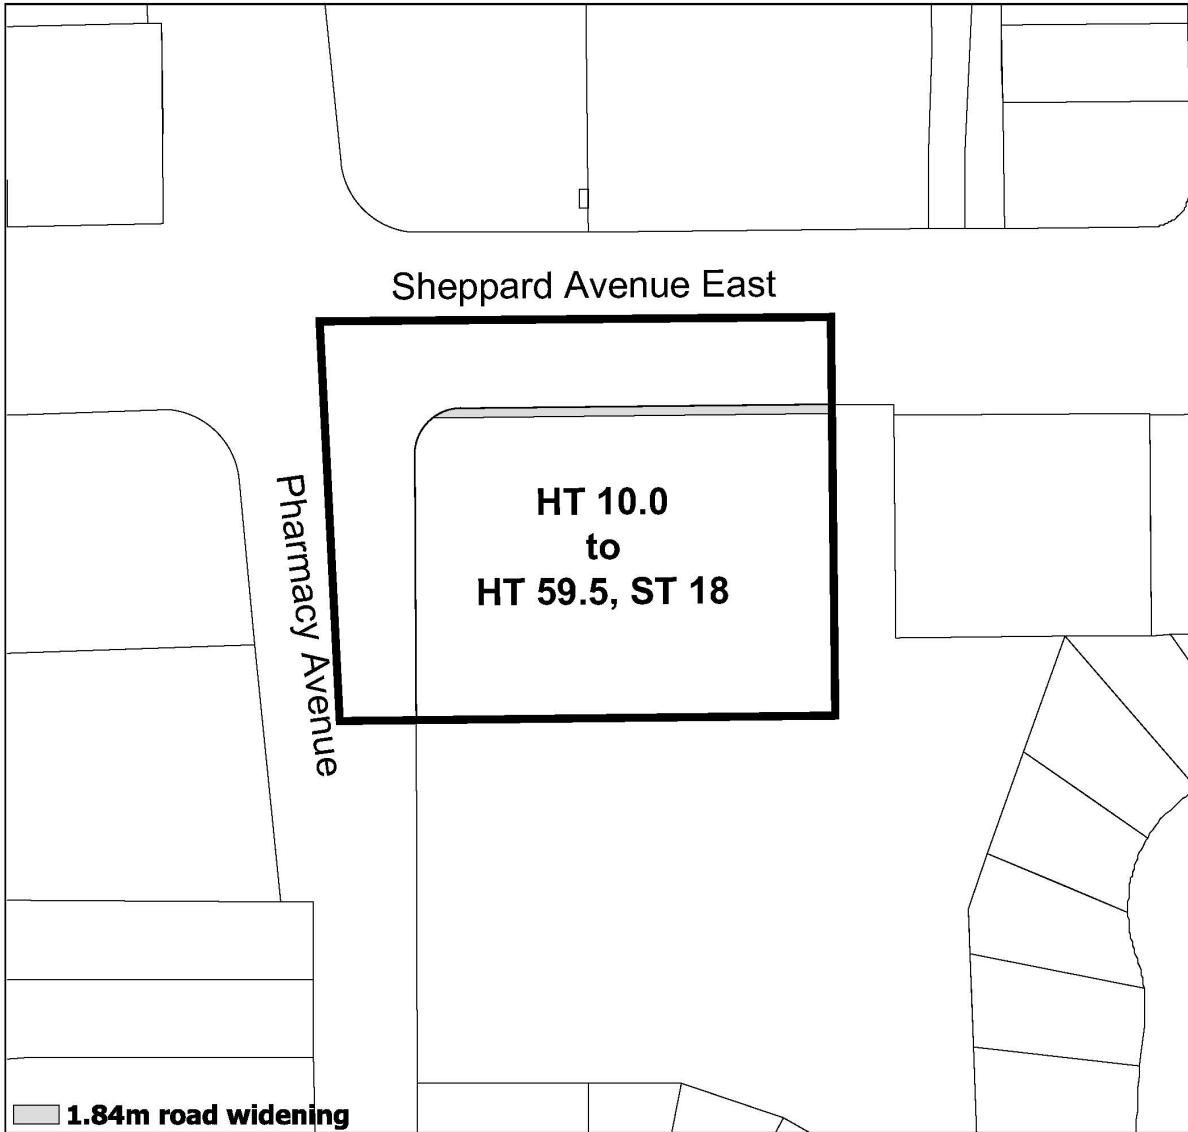 Sheppard Avenue East
Pharmacy Avenue
HT 10.0
to
HT 59.5, ST 18
1.84m road widening